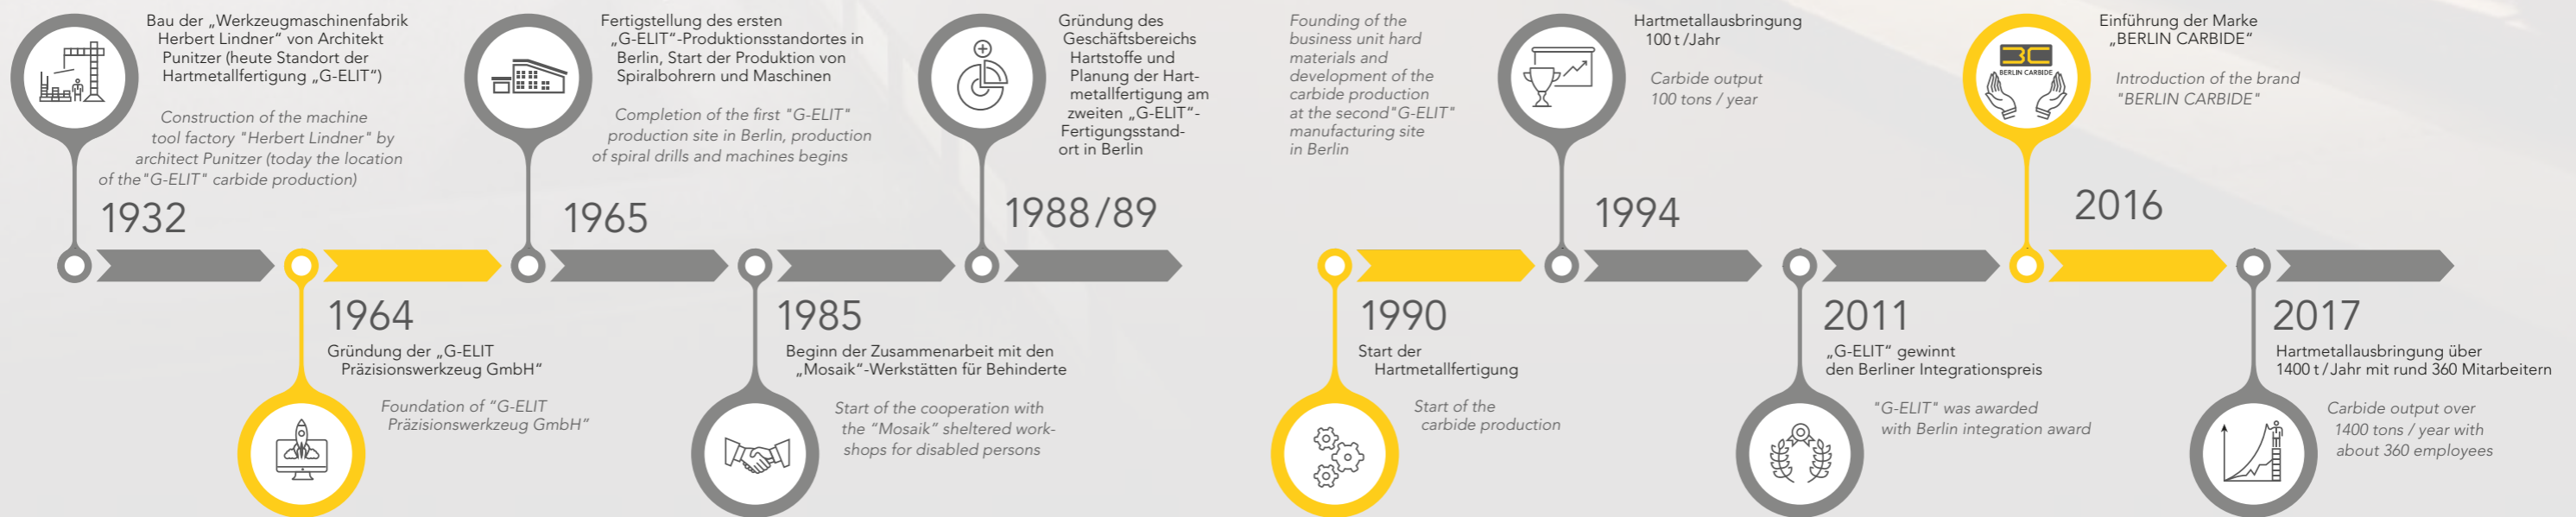 Bau der „Werkzeugmaschinenfabrik
Herbert Lindner“ von Architekt
Punitzer (heute Standort der
Hartmetallfertigung „G-ELIT“)
Construction of the machine
tool factory "Herbert Lindner" by
architect Punitzer (today the location
of the"G-ELIT" carbide production)
1932
1964
Gründung der „G-ELIT
Präzisionswerkzeug GmbH“
Foundation of “G-ELIT
Präzisionswerkzeug GmbH“
Fertigstellung des ersten
„G-ELIT“-Produktionsstandortes in
Berlin, Start der Produktion von
Spiralbohrern und Maschinen
Completion of the first "G-ELIT"
production site in Berlin, production
of spiral drills and machines begins
1965
1985
Beginn der Zusammenarbeit mit den
„Mosaik“-Werkstätten für Behinderte
Start of the cooperation with
the “Mosaik” sheltered work-
shops for disabled persons
Gründung des
Geschäftsbereichs
Hartstoffe und
Planung der Hart-
metallfertigung am
zweiten „G-ELIT“-
Fertigungsstand-
ort in Berlin
1988/89
Founding of the
business unit hard
materials and
development of the
carbide production
at the second"G-ELIT"
manufacturing site
in Berlin
1990
Start der
Hartmetallfertigung
Start of the
carbide production
Hartmetallausbringung
100 t /Jahr
Carbide output
100 tons / year
1994
2011
„G-ELIT“ gewinnt
den Berliner Integrationspreis
"G-ELIT" was awarded
with Berlin integration award
BC
BERLIN CARBIDE
Einführung der Marke
„BERLIN CARBIDE“
Introduction of the brand
"BERLIN CARBIDE"
2016
2017
Hartmetallausbringung über
1400 t / Jahr mit rund 360 Mitarbeitern
Carbide output over
1400 tons / year with
about 360 employees